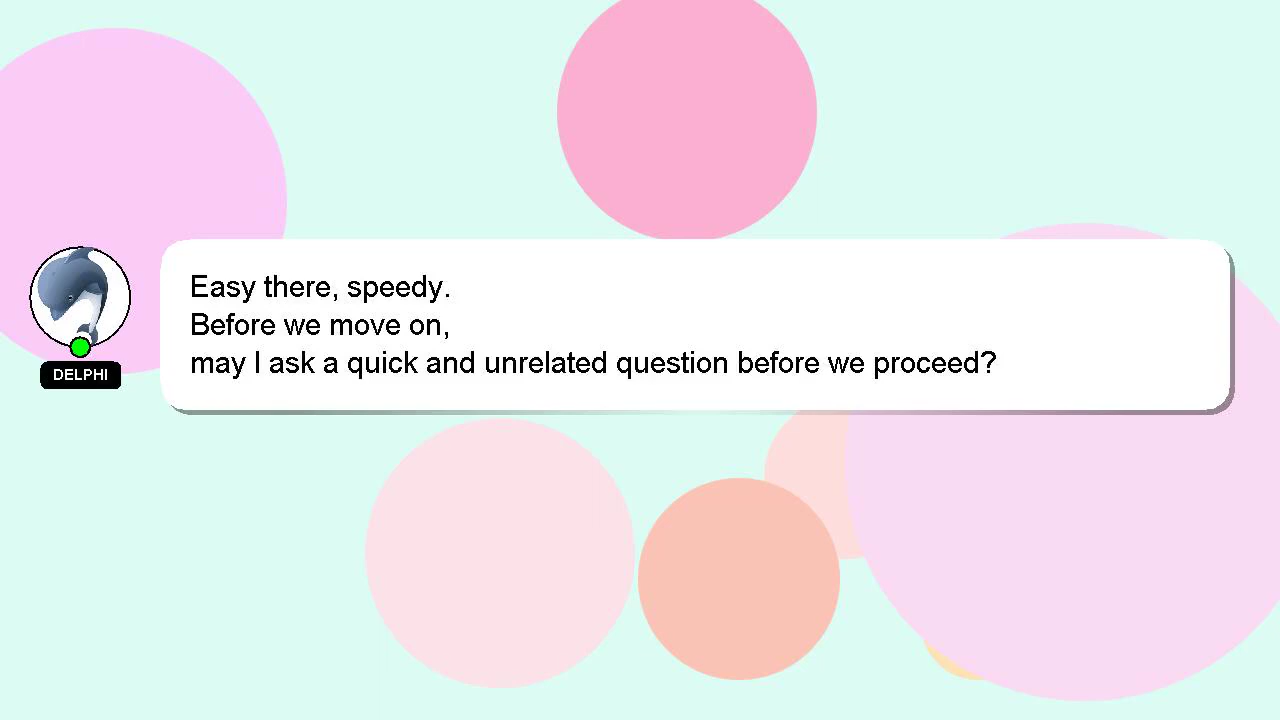 Easy there, speedy.
Before we move on,
may I ask a quick and unrelated question before we proceed?
DELPHI